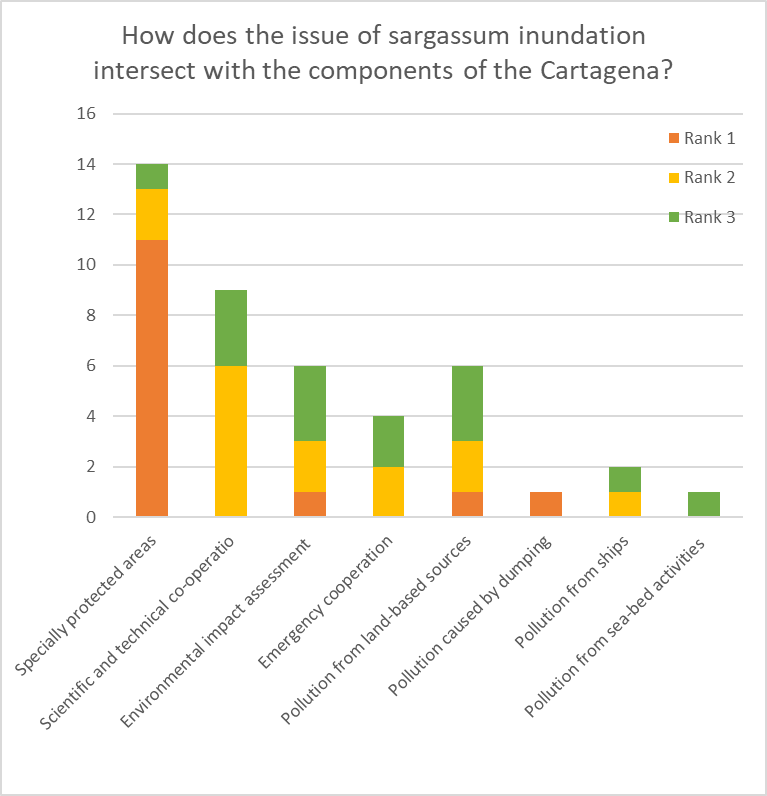 How does the issue of sargassum inundation
intersect with the components of the Cartagena?
16
14
12
10
8
6
4
2
0
Rank 1
Rank 2
Rank 3
Specially protected areas
Scientific and technical co-operatio
Environmental impact assessment
Emergency cooperation
Pollution from land-based sources
Pollution caused by dumping
Pollution from ships
Pollution from sea-bed activities